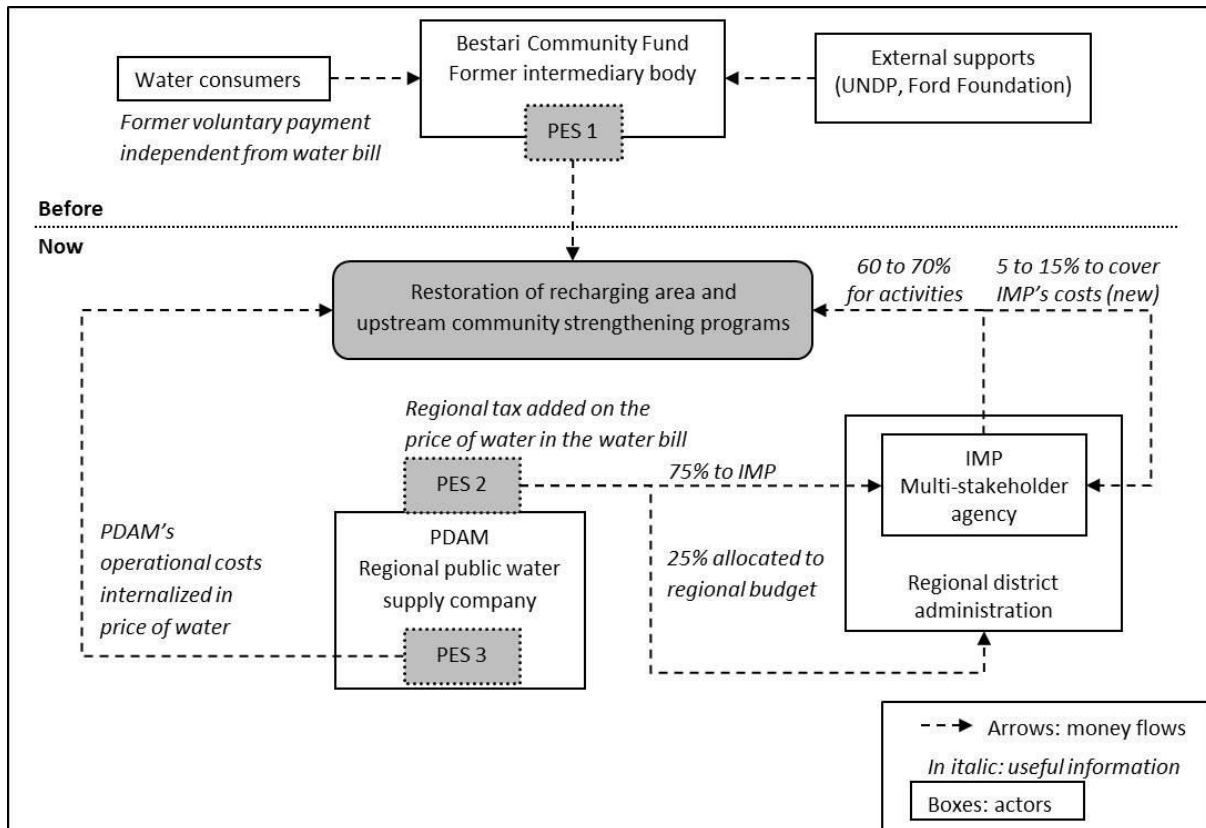 Bestari Community Fund
Former intermediary body
PES 1
Water consumers
Former voluntary payment
independent from water bill
External supports
(UNDP, Ford Foundation)
Before
Now
Restoration of recharging area and
upstream community strengthening programs
60 to 70%
for activities
5 to 15% to cover
IMP's costs (new)
Regional tax added on the
price of water in the water bill
PES 2
75% to IMP
IMP
Multi-stakeholder
agency
PDAM's
operational costs
internalized in
price of water
PDAM
Regional public water
supply company
PES 3
25% allocated to
regional budget
Regional district
administration
Arrows: money flows
In italic: useful information
Boxes: actors